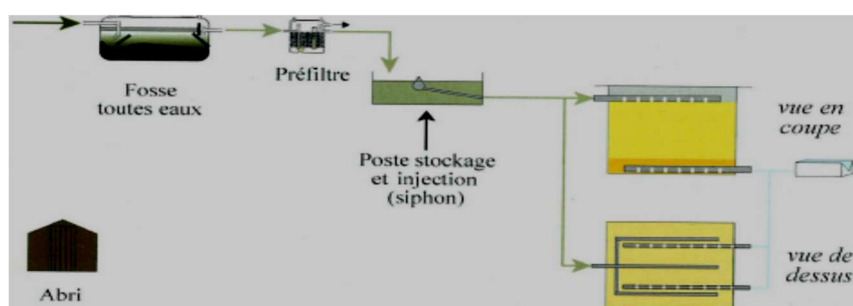 Fosse
toutes eaux
Préfiltre
Poste stockage
et injection
(siphon)
vue en
coupe
vue de
dessus
Abri